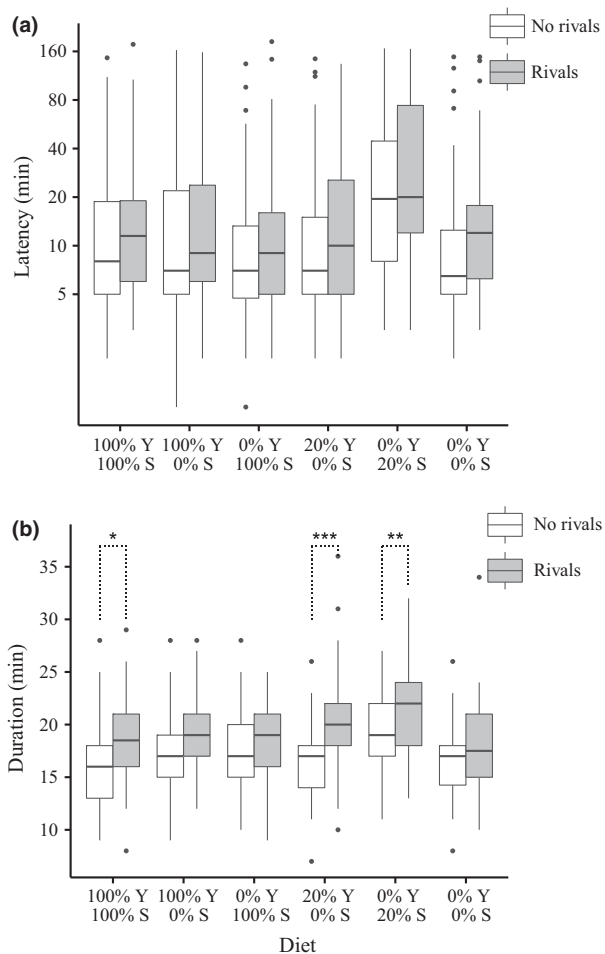 (a)
No rivals
Rivals
160
80
40
20
10
5
Latency (min)
100% Y 100% Y 0% Y 20% Y 0% Y 0% Y
100% S 0% S 100% S 0% S 20% S 0% S
(b)
No rivals
Rivals
* *** **
35
30
25
20
15
10
Duration (min)
100% Y 100% Y 0% Y 20% Y 0% Y 0% Y
100% S 0% S 100% S 0% S 20% S 0% S
Diet